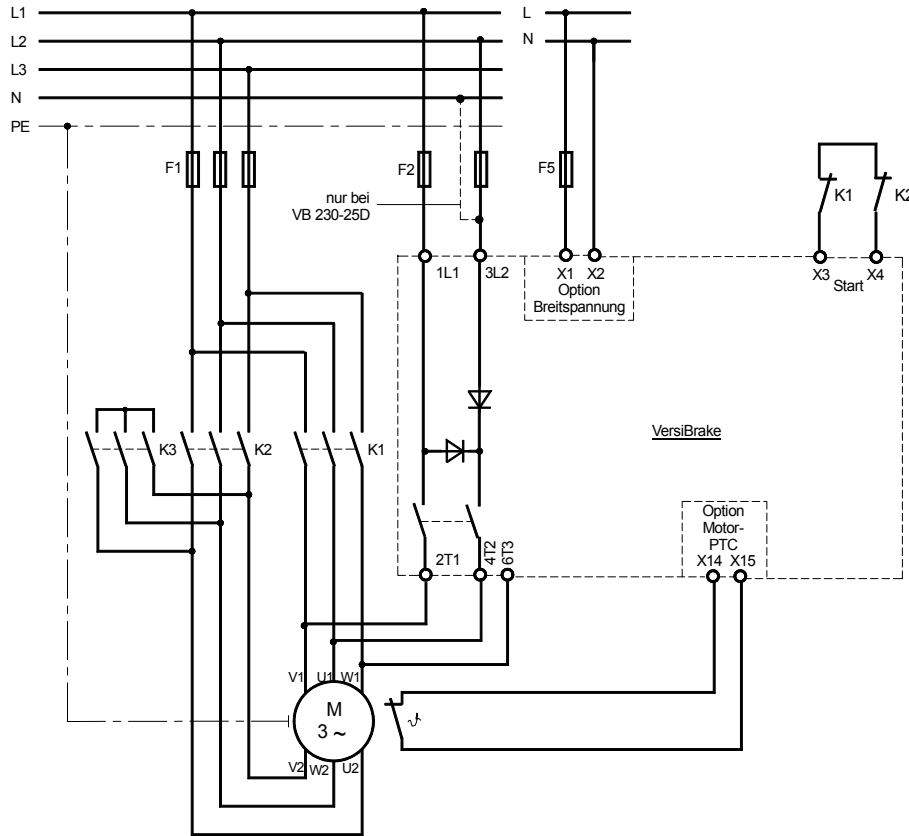 L1
L
L2
N
L3
N
PE
F1
F2
F5
nur bei
VB 230-25D
K1
K2
1L1
3L2
X1
X2
Option
Breitspannung
X3
X4
Start
K3
K2
K1
VersiBrake
Option
Motor-
PTC
X14
X15
2T1
4T2
6T3
V1
U1
W1
M
3 ~
ϑ
V2
W2
U2